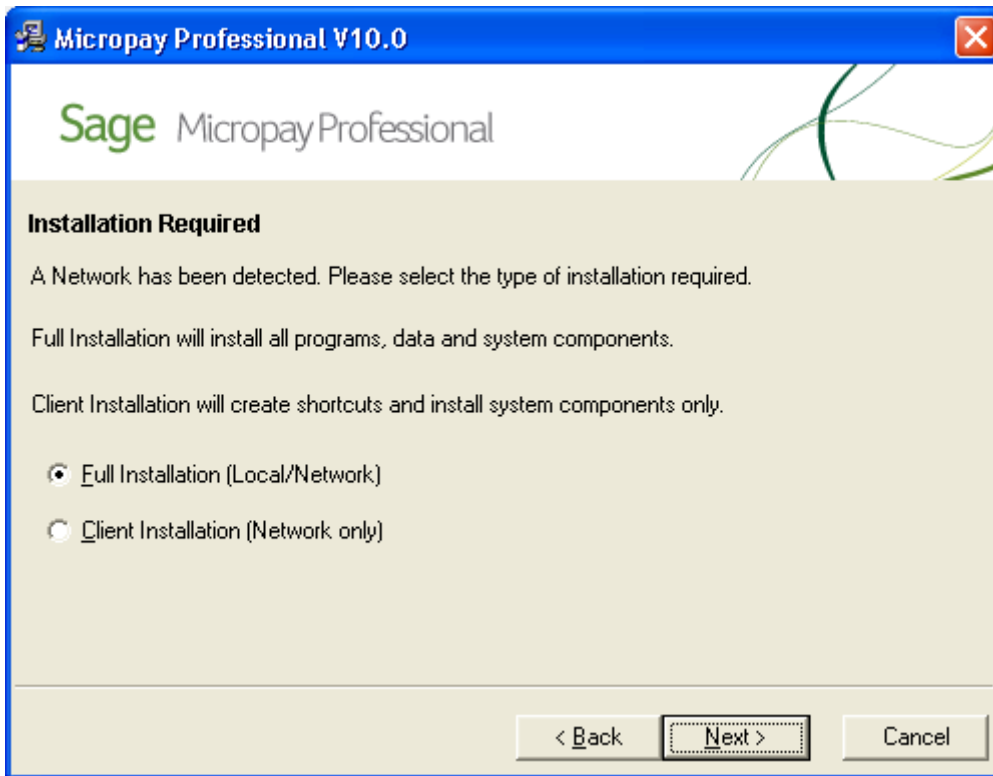 Micropay Professional V10.0
Sage Micropay Professional
Installation Required
A Network has been detected. Please select the type of installation required.
Full Installation will install all programs, data and system components.
Client Installation will create shortcuts and install system components only.
Full Installation (Local/Network)
Client Installation (Network only)
< Back Next > Cancel